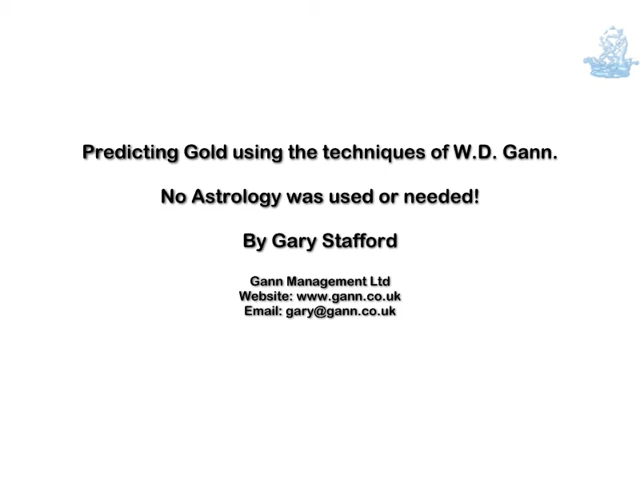 Predicting Gold using the techniques of W.D. Gann.
No Astrology was used or needed!
By Gary Stafford
Gann Management Ltd
Website: www.gann.co.uk
Email: gary@gann.co.uk